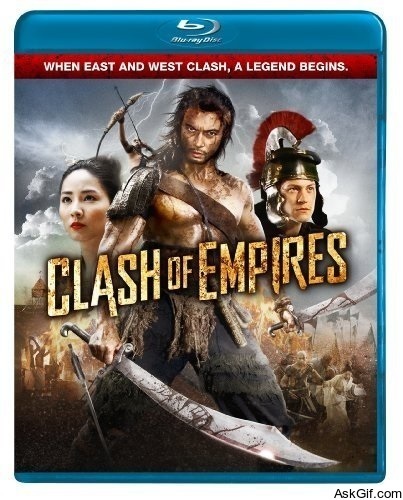 Blu-ray Disc
WHEN EAST AND WEST CLASH, A LEGEND BEGINS.
CLASH OF EMPIRES
AskGif.com